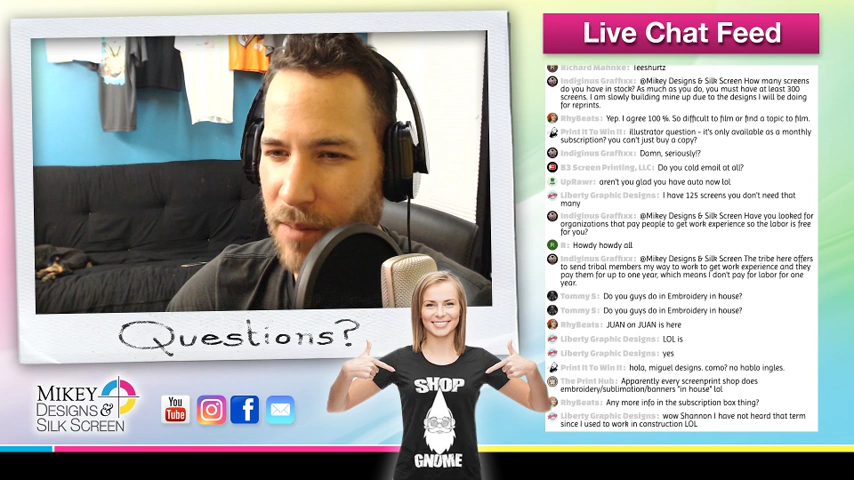 Live Chat Feed
Richard Mahnke: Teeshurtz
Indiginus Graffixx: @Mikey Designs & Silk Screen How many screens
do you have in stock? As much as you do, you must have at least 300
screens. I am slowly building mine up due to the designs I will be doing
for reprints.
RhyBeats: Yep. I agree 100 %. So difficult to film or find a topic to film.
Print It To Win It: illustrator question - it's only available as a monthly
subscription? you can't just buy a copy?
Indiginus Graffixx: Damn, seriously!?
B3 Screen Printing, LLC: Do you cold email at all?
UpRawr: aren't you glad you have auto now lol
Liberty Graphic Designs: I have 125 screens you don't need that
many
Indiginus Graffixx: @Mikey Designs & Silk Screen Have you looked for
organizations that pay people to get work experience so the labor is free
for you?
R: Howdy howdy all
Indiginus Graffixx: @Mikey Designs & Silk Screen The tribe here offers
to send tribal members my way to work to get work experience and they
pay them for up to one year, which means I don't pay for labor for one
year.
Tommy S: Do you guys do in Embroidery in house?
Tommy S: Do you guys do in Embroidery in house?
RhyBeats: JUAN on JUAN is here
Liberty Graphic Designs: LOL is
Liberty Graphic Designs: yes
Print It To Win It: hola, miguel designs. como? no hablo ingles.
The Print Hub: Apparently every screenprint shop does
embroidery/sublimation/banners "in house" lol
RhyBeats: Any more info in the subscription box thing?
Liberty Graphic Designs: wow Shannon I have not heard that term
since I used to work in construction LOL
Questions?
MIKEY
DESIGNS &
SILK SCREEN
You
Tube
SHOP
GNOME